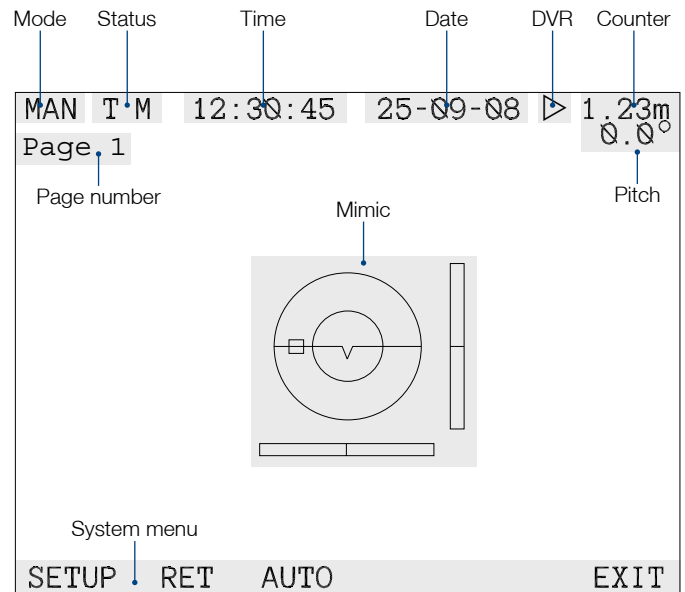 Mode Status Time Date DVR Counter
MAN T M 12:30:45 25-09-08 1.23m
0.0°
Page 1
Page number
Pitch
Mimic
System menu
SETUP RET AUTO EXIT